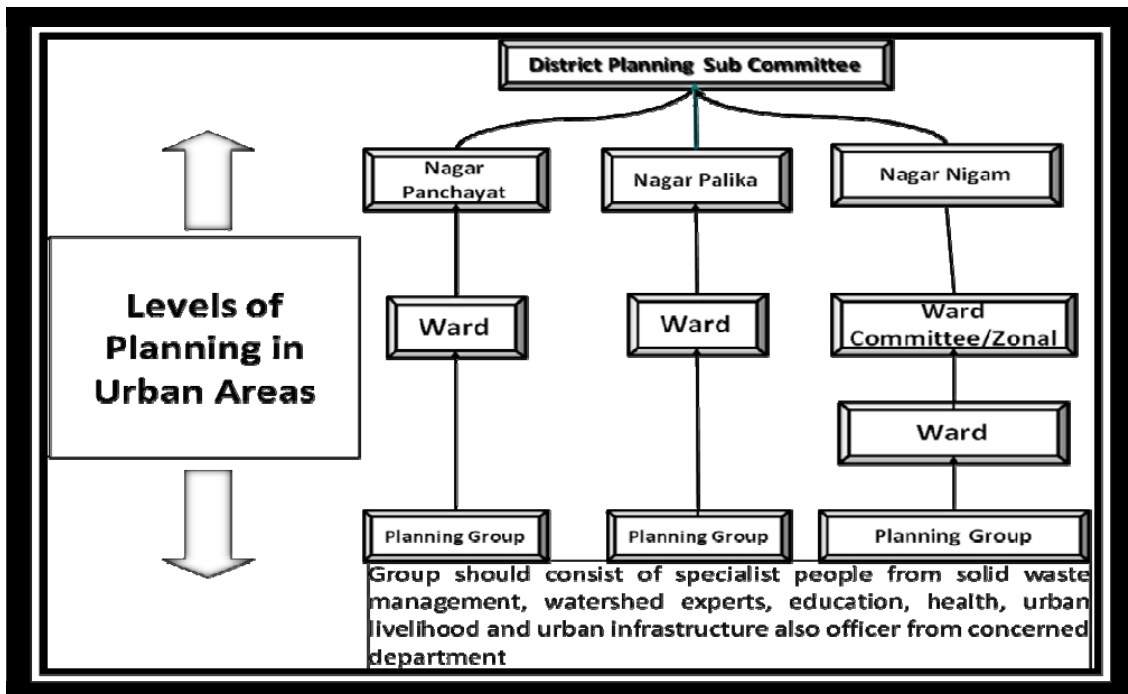 District Planning Sub Committee
Nagar
Panchayat
Nagar Palika
Nagar Nigam
Levels of
Planning in
Urban Areas
Ward
Ward
Ward
Committee/Zonal
Ward
Planning Group
Planning Group
Planning Group
Group should consist of specialist people from solid waste
management, watershed experts, education, health, urban
livelihood and urban infrastructure also officer from concerned
department